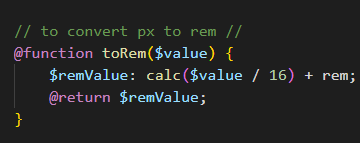 // to convert px to rem //
@function toRem($value) {
    $remValue: calc($value / 16) + rem;
    @return $remValue;
}